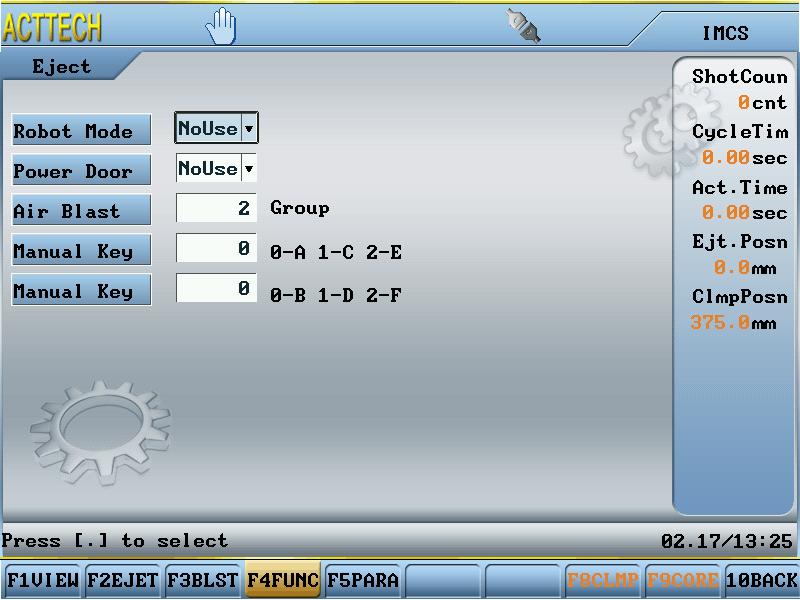 ACTTECH
IMCS
Eject
Robot Mode NoUse
Power Door NoUse
Air Blast 2 Group
Manual Key 0 0-A 1-C 2-E
Manual Key 0 0-B 1-D 2-F
ShotCoun
0cnt
CycleTim
0.00sec
Act.Time
0.00sec
Ejt.Posn
0.0mm
ClmpPosn
375.0mm
Press [.] to select
02.17/13:25
F1VIEW F2EJET F3BLST F4FUNC F5PARA F8CLMP F9CORE 10BACK